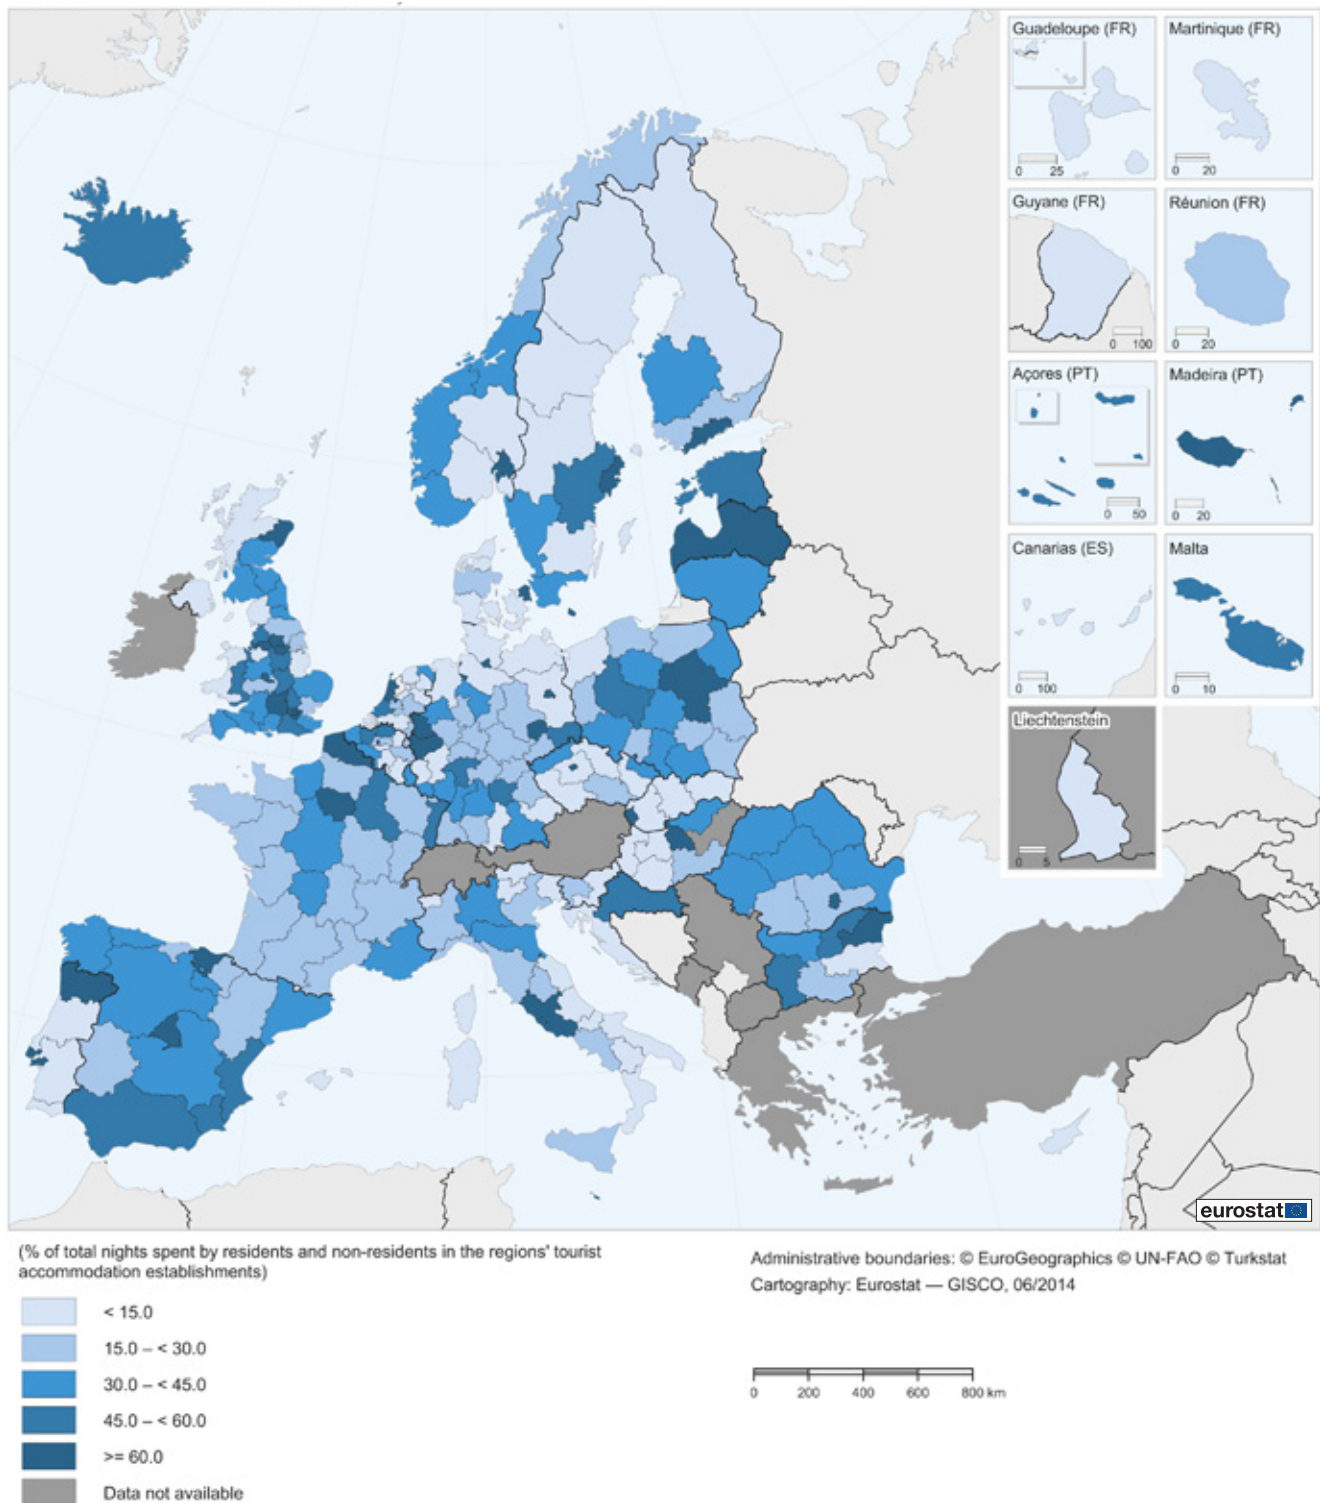 Guadeloupe (FR)
0 25
Martinique (FR)
0 20
Guyane (FR)
0 100
Réunion (FR)
0 20
Açores (PT)
0 50
Madeira (PT)
0 20
Canarias (ES)
0 100
Malta
0 10
Liechtenstein
0 5
eurostat
(% of total nights spent by residents and non-residents in the regions' tourist
accommodation establishments)
< 15.0
15.0 – < 30.0
30.0 – < 45.0
45.0 – < 60.0
>= 60.0
Data not available
Administrative boundaries: © EuroGeographics © UN-FAO © Turkstat
Cartography: Eurostat — GISCO, 06/2014
0 200 400 600 800 km